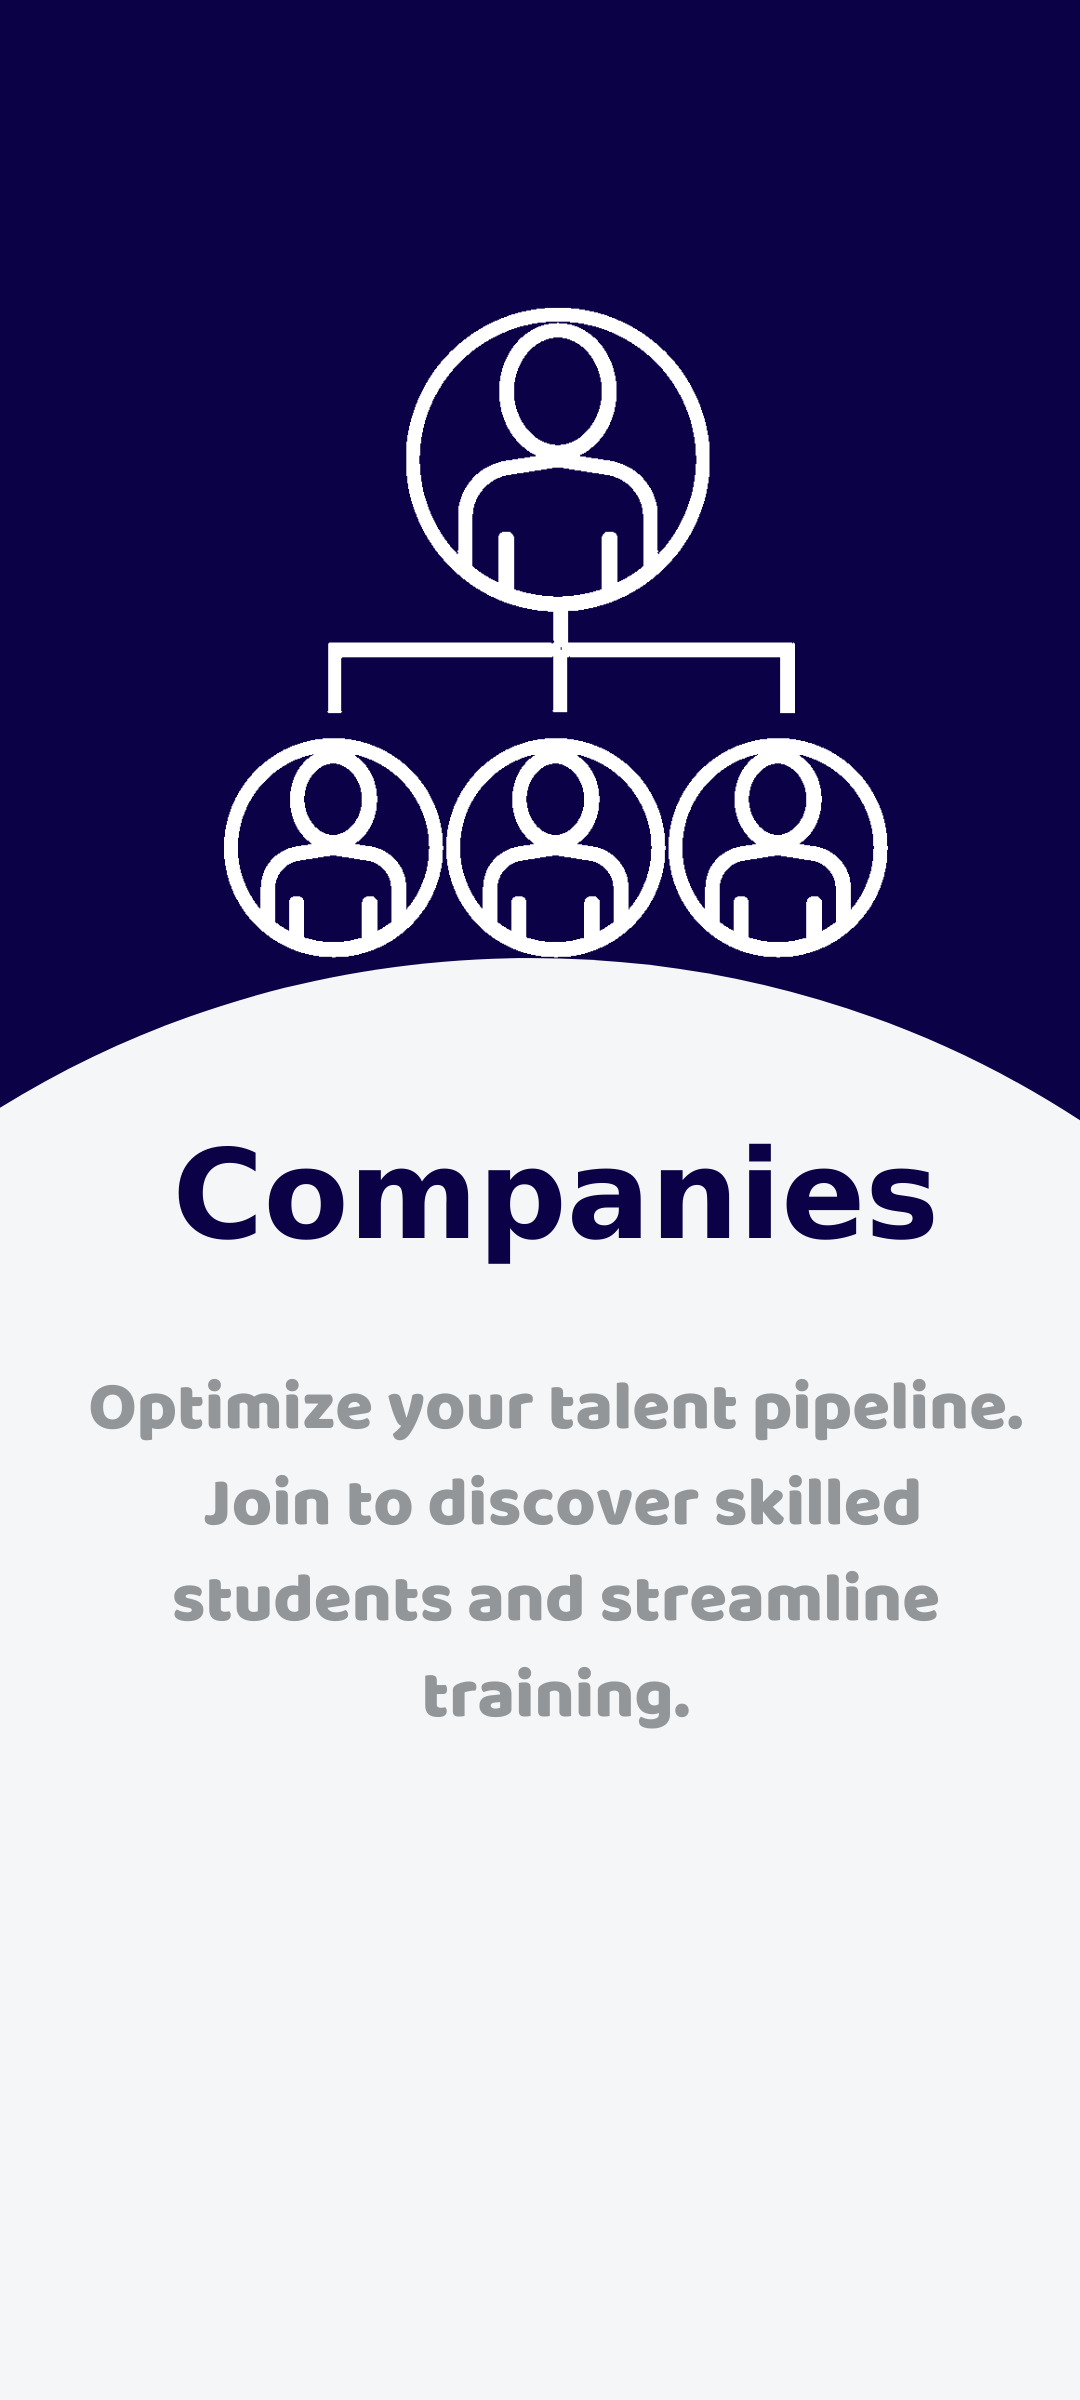 Companies
Optimize your talent pipeline.
Join to discover skilled
students and streamline
training.